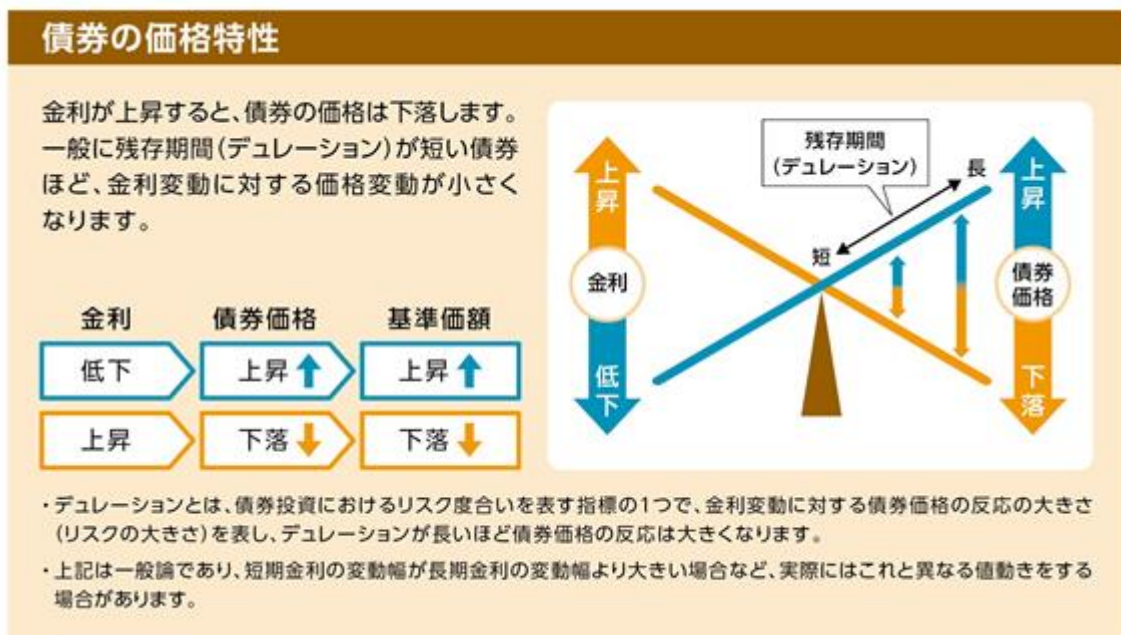 債券の価格特性
金利が上昇すると、債券の価格は下落します。
一般に残存期間(デュレーション)が短い債券
ほど、金利変動に対する価格変動が小さく
なります。
金利 債券価格 基準価額
低下 上昇 上昇
上昇 下落 下落
残存期間
(デュレーション)
長
短
上昇
金利
低下
上昇
債券
価格
下落
・デュレーションとは、債券投資におけるリスク度合いを表す指標の1つで、金利変動に対する債券価格の反応の大きさ
(リスクの大きさ)を表し、デュレーションが長いほど債券価格の反応は大きくなります。
・上記は一般論であり、短期金利の変動幅が長期金利の変動幅より大きい場合など、実際にはこれと異なる値動きをする
場合があります。